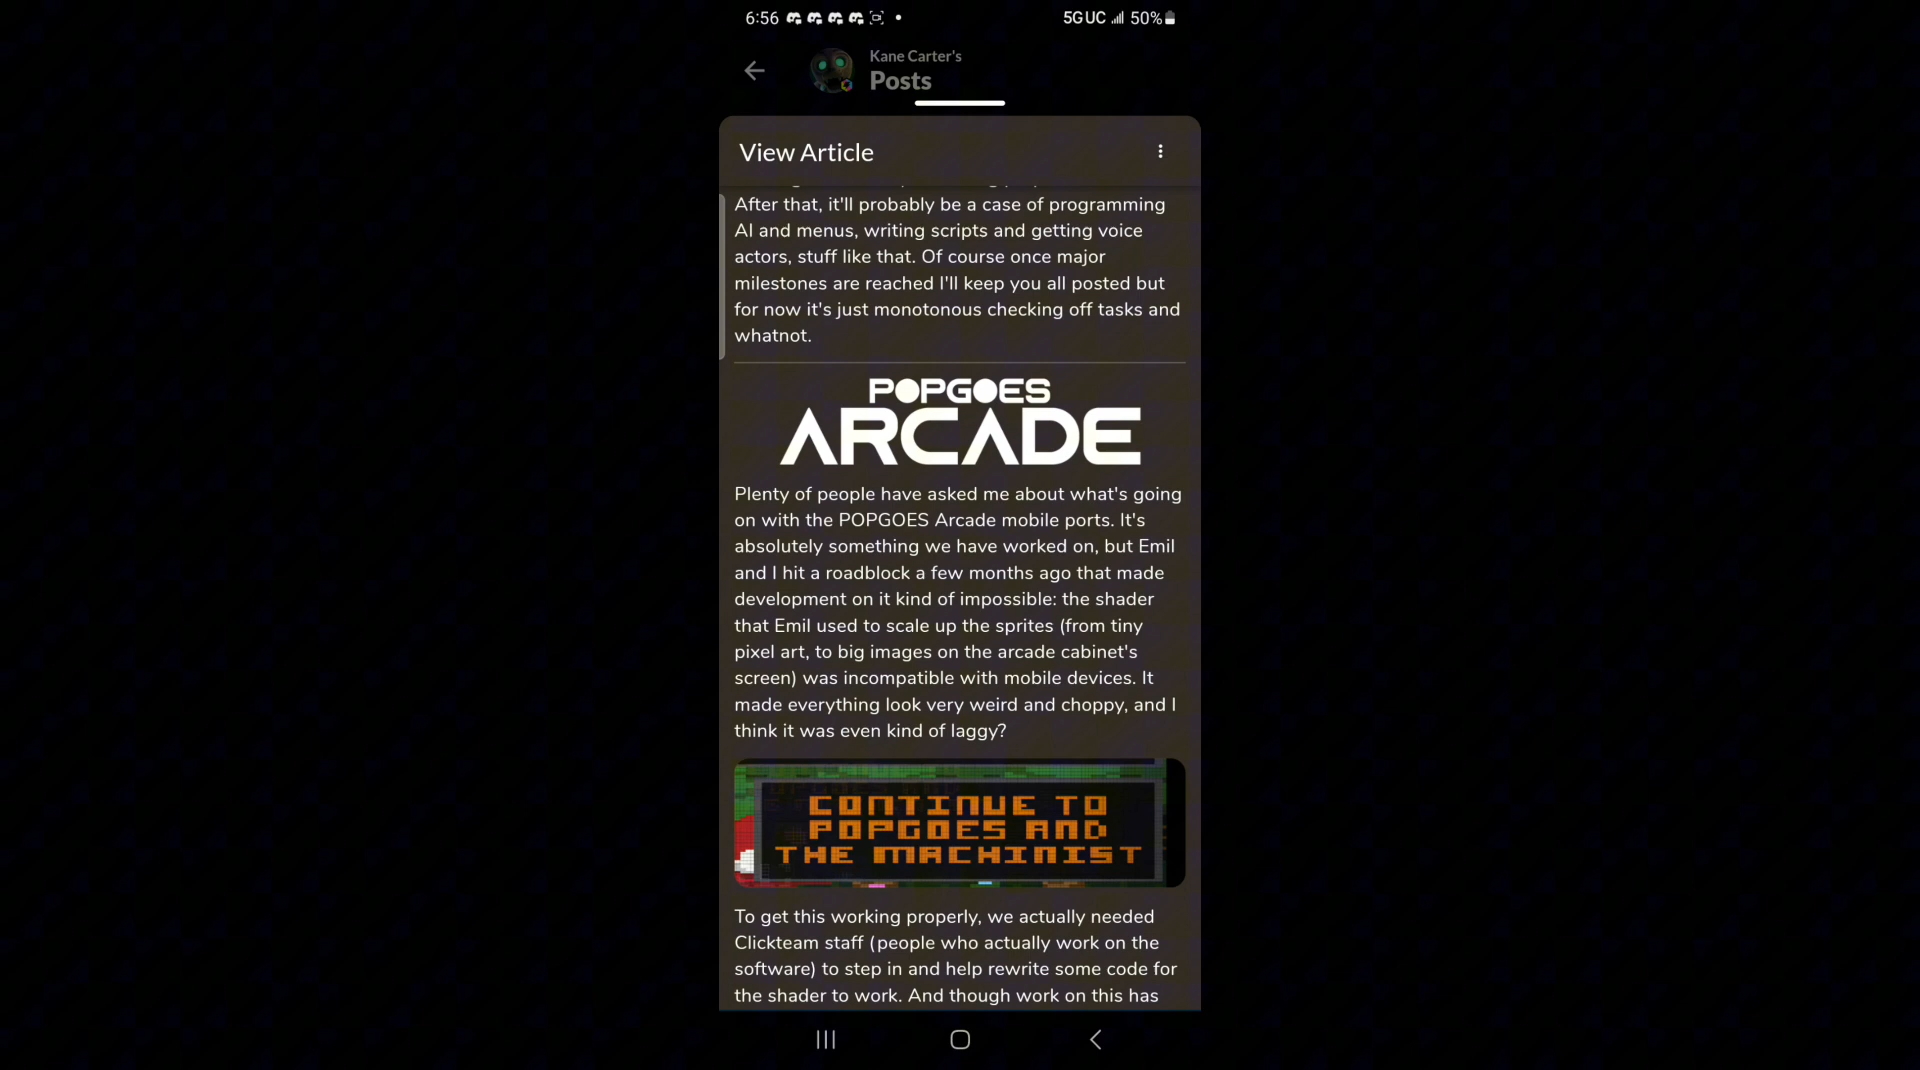 6:56
5G UC 50%
Kane Carter's
Posts
View Article
After that, it'll probably be a case of programming
AI and menus, writing scripts and getting voice
actors, stuff like that. Of course once major
milestones are reached I'll keep you all posted but
for now it's just monotonous checking off tasks and
whatnot.
POPGOES
ARCADE
Plenty of people have asked me about what's going
on with the POPGOES Arcade mobile ports. It's
absolutely something we have worked on, but Emil
and I hit a roadblock a few months ago that made
development on it kind of impossible: the shader
that Emil used to scale up the sprites (from tiny
pixel art, to big images on the arcade cabinet's
screen) was incompatible with mobile devices. It
made everything look very weird and choppy, and I
think it was even kind of laggy?
CONTINUE TO
POPGOES AND
THE MACHINIST
To get this working properly, we actually needed
Clickteam staff (people who actually work on the
software) to step in and help rewrite some code for
the shader to work. And though work on this has